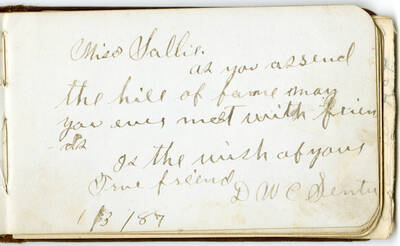 Miss Sallie.
as you assend
the hill of fame may
you ever meet with frien
-ds
Is the wish of your
True friend
D W C
1/3/87